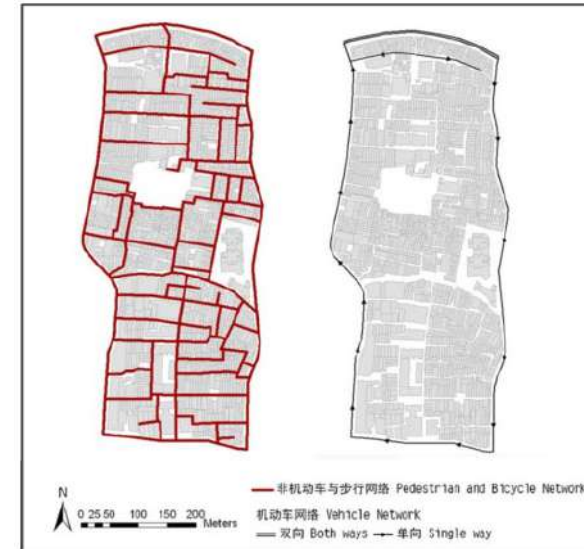 非机动车与步行网络 Pedestrian and Bicycle Network
N
0 25 50 100 150 200
Meters
机动车网络 Vehicle Network
双向 Both ways 单向 Single way